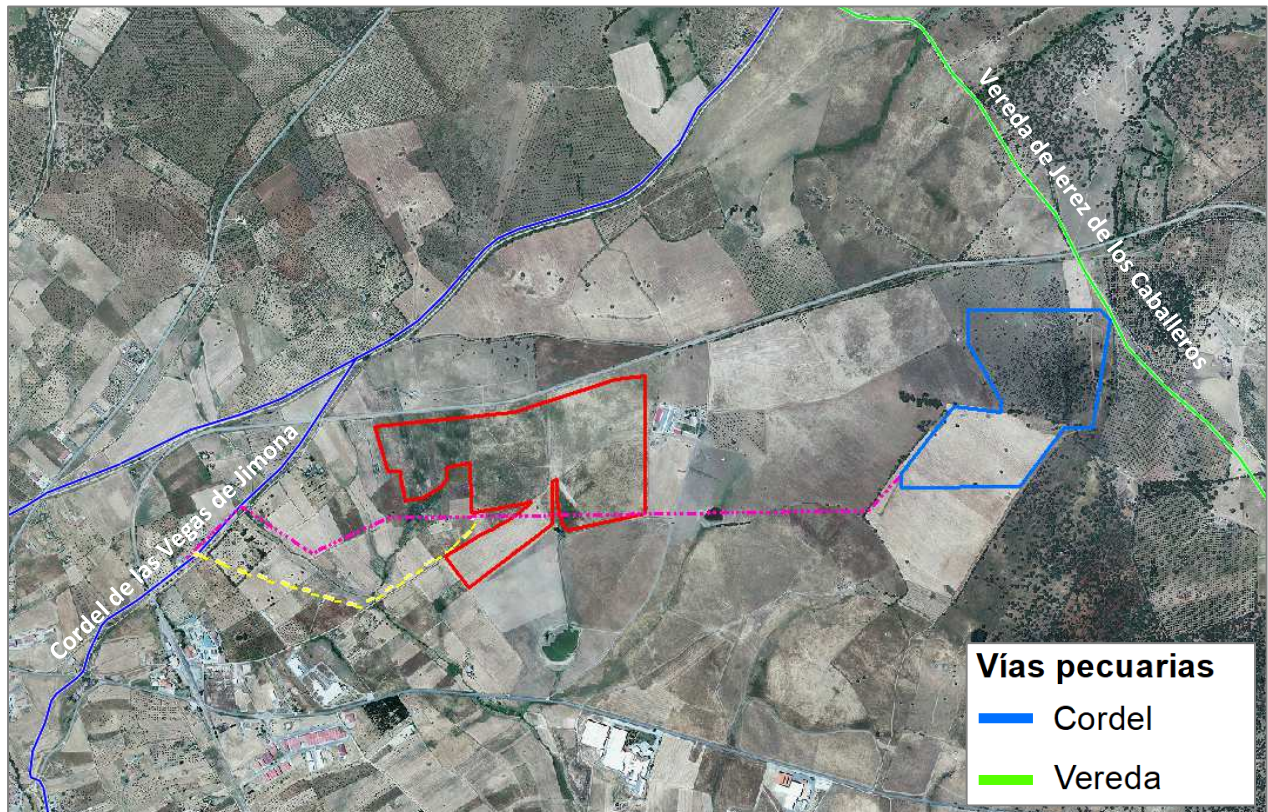 Vereda de Jerez de los Caballeros
Cordel de las Vegas de Jimona
Vías pecuarias
Cordel
Vereda